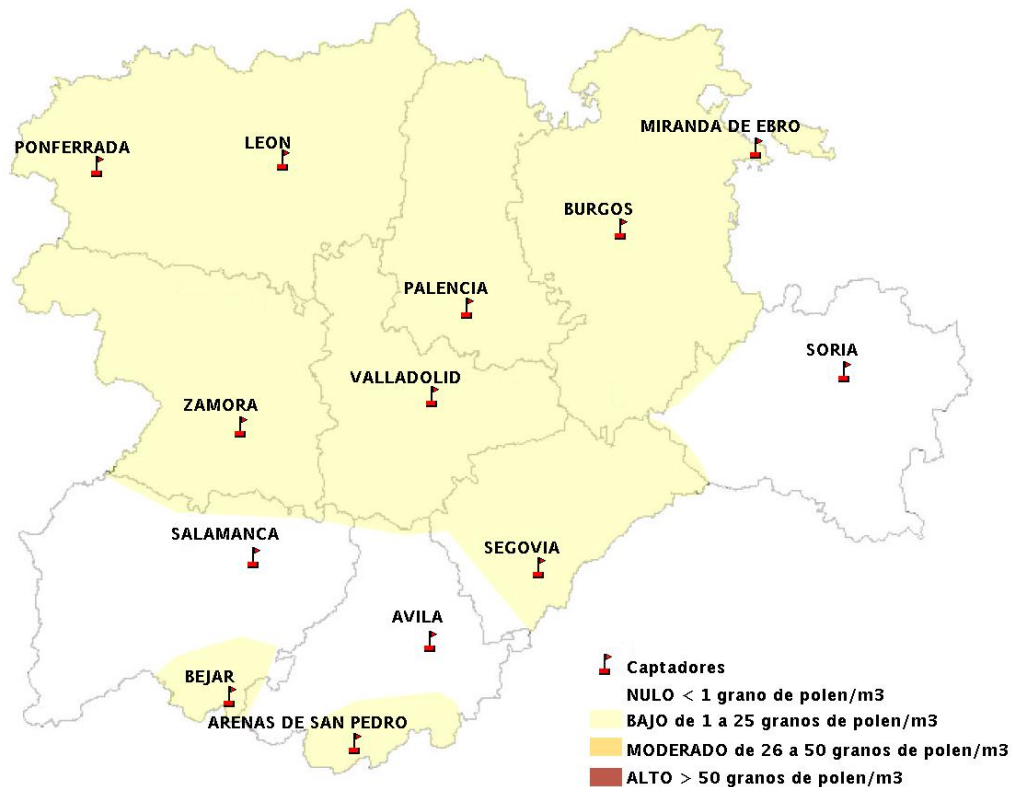 MIRANDA DE EBRO
PONFERRADA
LEON
BURGOS
PALENCIA
SORIA
VALLADOLID
ZAMORA
SALAMANCA
SEGOVIA
AVILA
BEJAR
ARENAS DE SAN PEDRO
Captadores
NULO < 1 grano de polen/m3
BAJO de 1 a 25 granos de polen/m3
MODERADO de 26 a 50 granos de polen/m3
ALTO > 50 granos de polen/m3